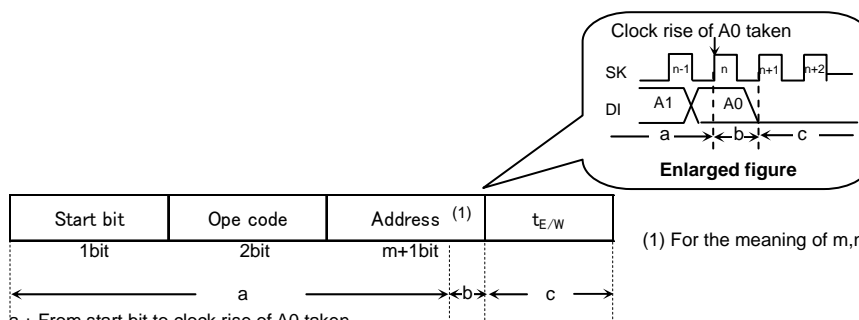 Clock rise of A0 taken
SK n-1 n n+1 n+2
DI A1 A0
a b c
Enlarged figure
Start bit Ope code Address (1) tE/W
1bit 2bit m+1bit
(1) For the meaning of m,n
a b c
a : From start bit to clock rise of A0 taken